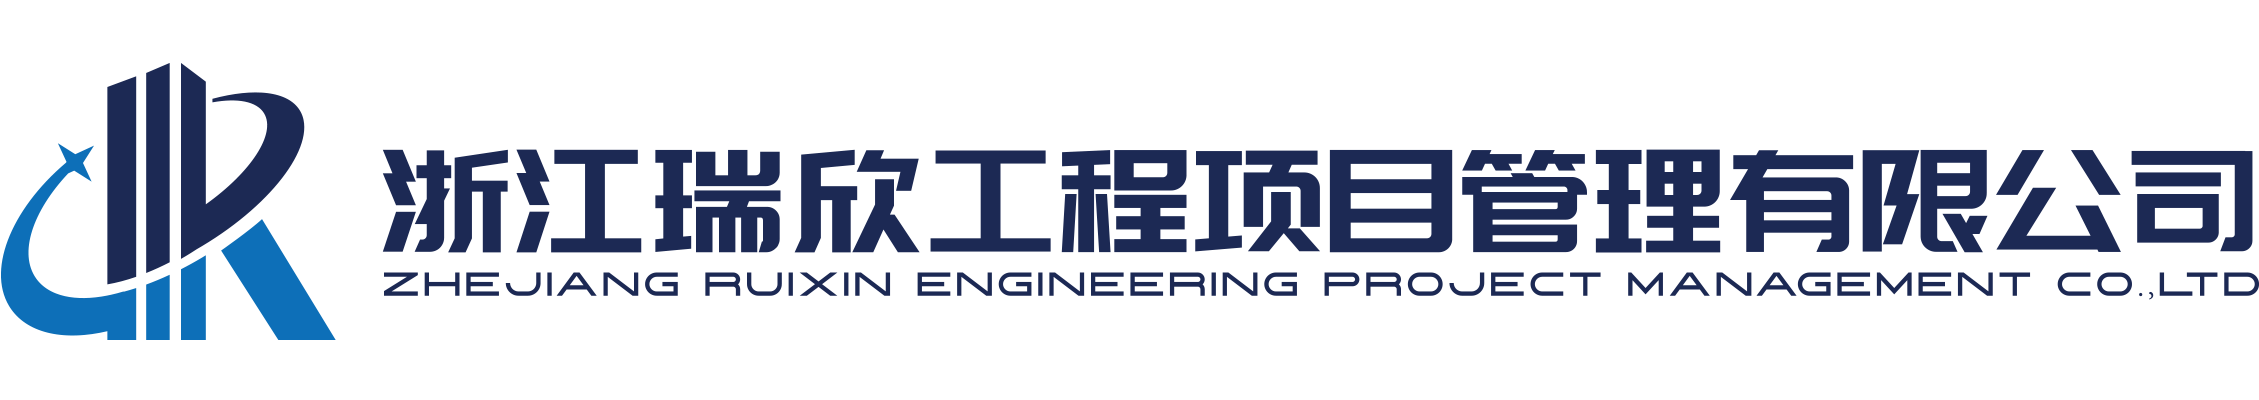 浙江瑞欣工程项目管理有限公司
ZHEJIANG RUIXIN ENGINEERING PROJECT MANAGEMENT CO.,LTD